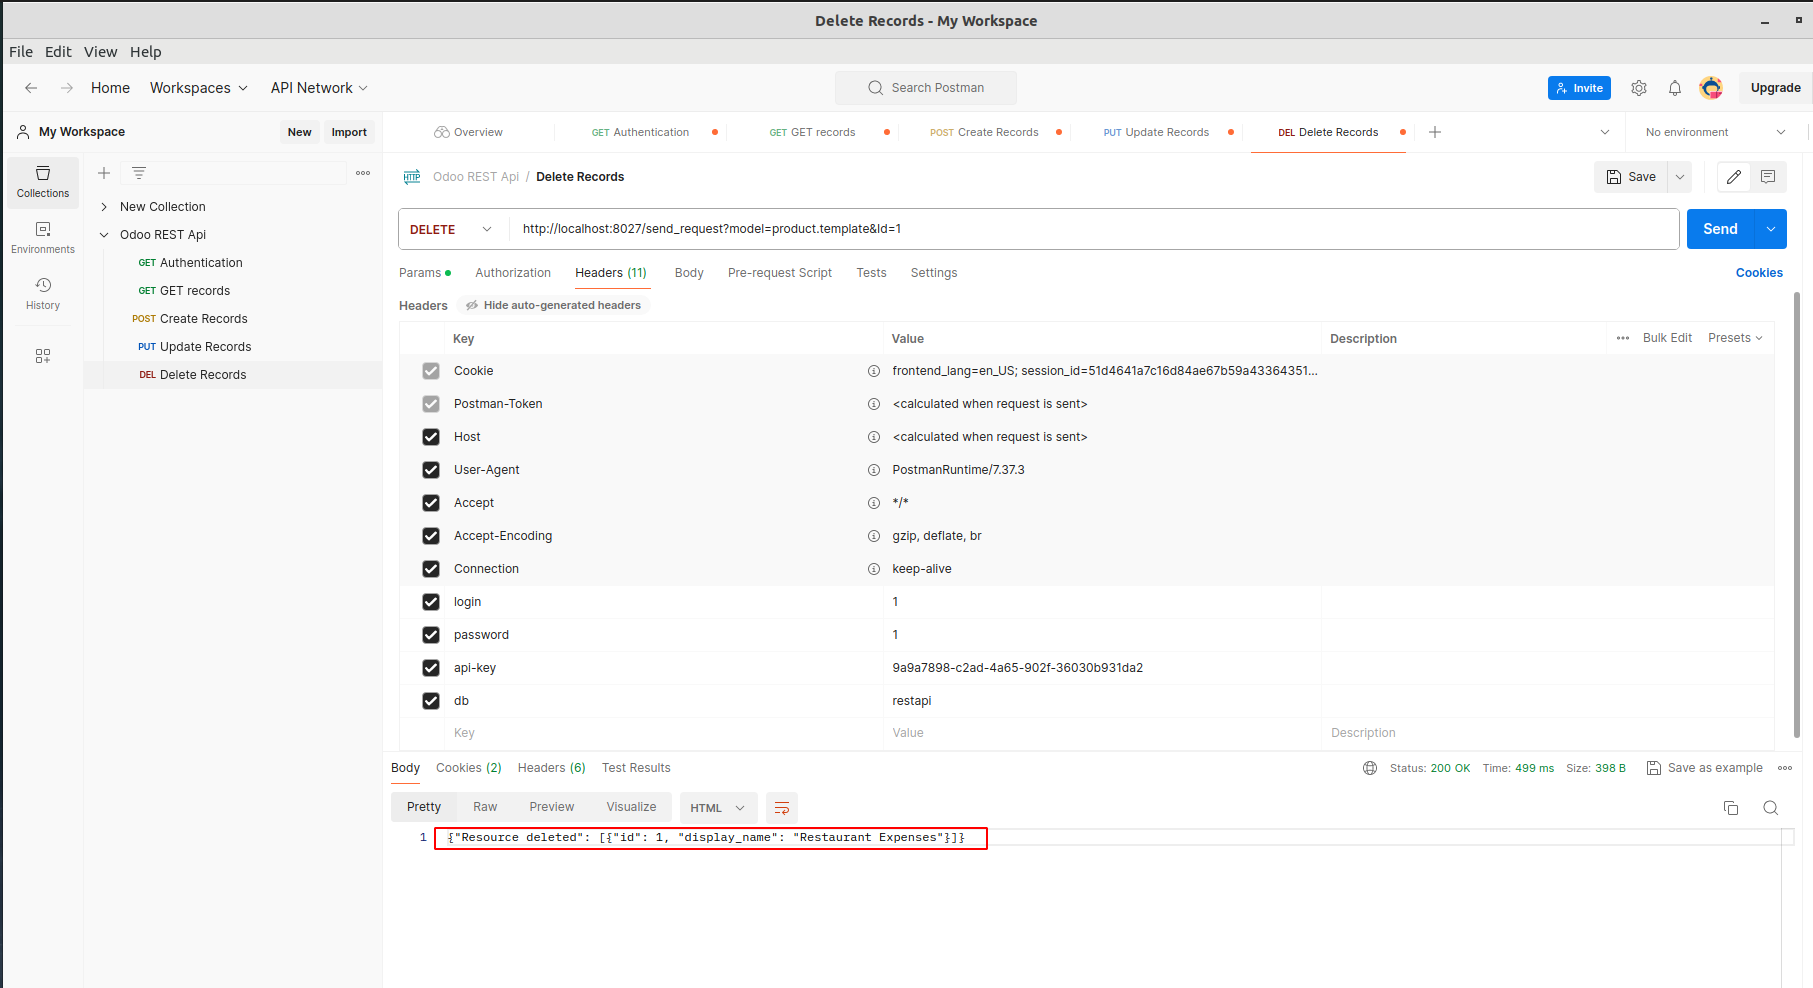 Delete Records - My Workspace
File Edit View Help
Home Workspaces API Network Search Postman Invite Upgrade
My Workspace New Import
Overview GET Authentication GET GET records POST Create Records PUT Update Records DEL Delete Records No environment
Collections
Environments
History
New Collection
Odoo REST Api
GET Authentication
GET GET records
POST Create Records
PUT Update Records
DEL Delete Records
HTTP Odoo REST Api / Delete Records Save
DELETE http://localhost:8027/send_request?model=product.template&Id=1 Send
Params Authorization Headers (11) Body Pre-request Script Tests Settings Cookies
Headers Hide auto-generated headers
Key Value Description Bulk Edit Presets
Cookie frontend_lang=en_US; session_id=51d4641a7c16d84ae67b59a43364351...
Postman-Token <calculated when request is sent>
Host <calculated when request is sent>
User-Agent PostmanRuntime/7.37.3
Accept */*
Accept-Encoding gzip, deflate, br
Connection keep-alive
login 1
password 1
api-key 9a9a7898-c2ad-4a65-902f-36030b931da2
db restapi
Key Value Description
Body Cookies (2) Headers (6) Test Results Status: 200 OK Time: 499 ms Size: 398 B Save as example
Pretty Raw Preview Visualize HTML
1 {"Resource deleted": [{"id": 1, "display_name": "Restaurant Expenses"}]}